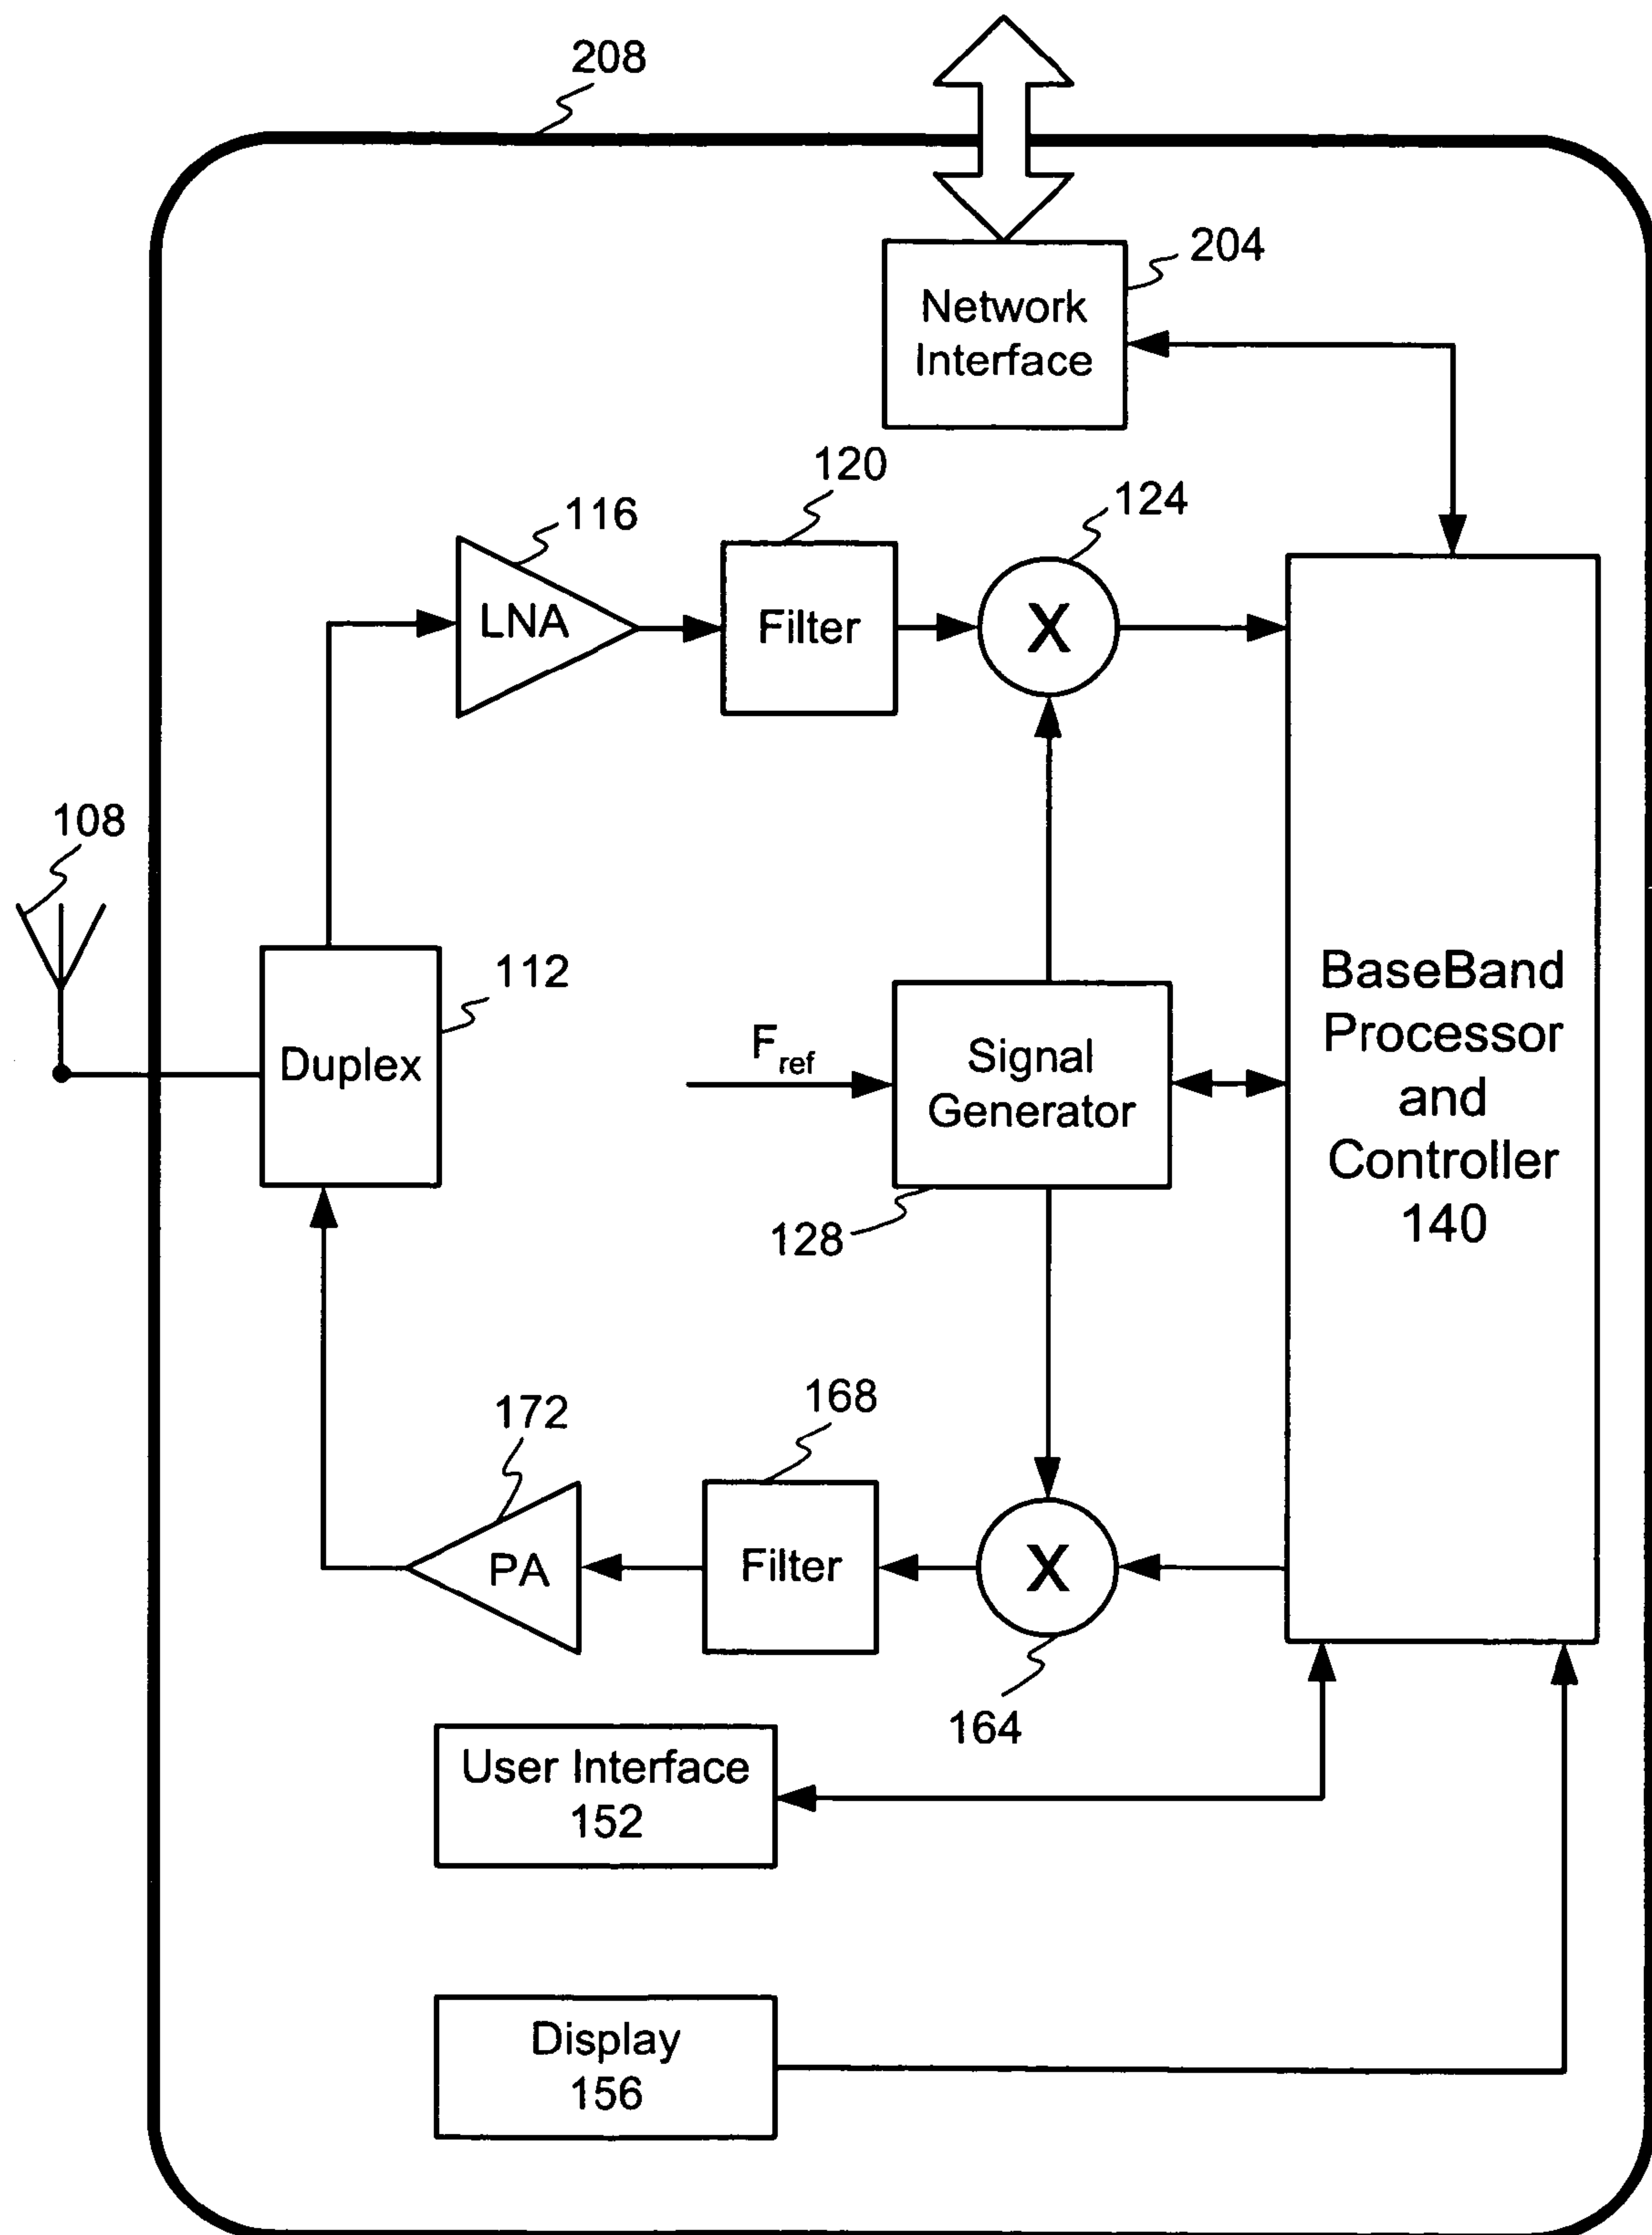 208
204
Network
Interface
120
124
116
LNA
Filter
X
108
112
Duplex
BaseBand
Processor
and
Controller
140
Fref
Signal
Generator
128
168
172
PA
Filter
X
164
User Interface
152
Display
156